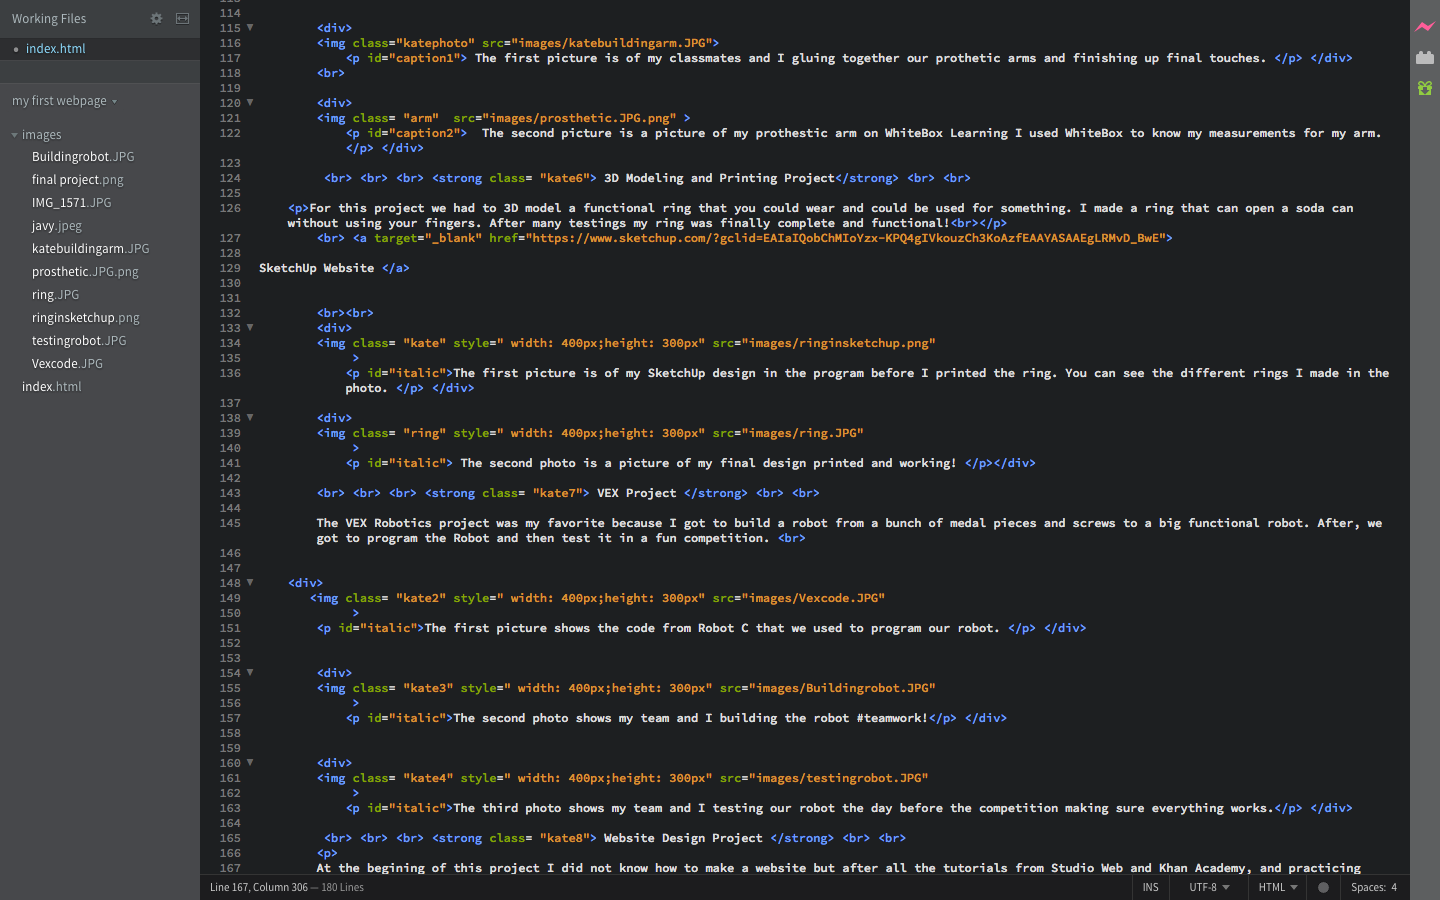 Working Files
index.html
my first webpage
images
Buildingrobot.JPG
final project.png
IMG_1571.JPG
javy.jpeg
katebuildingarm.JPG
prosthetic.JPG.png
ring.JPG
ringinsketchup.png
testingrobot.JPG
Vexcode.JPG
index.html
114
115 <div>
116 <img class="katephoto" src="images/katebuildingarm.JPG">
117 <p id="caption1"> The first picture is of my classmates and I gluing together our prothetic arms and finishing up final touches. </p> </div>
118 <br>
119
120 <div>
121 <img class= "arm"  src="images/prosthetic.JPG.png" >
122 <p id="caption2">  The second picture is a picture of my prothestic arm on WhiteBox Learning I used WhiteBox to know my measurements for my arm.
</p> </div>
123
124 <br> <br> <br> <strong class= "kate6"> 3D Modeling and Printing Project</strong> <br> <br>
125
126 <p>For this project we had to 3D model a functional ring that you could wear and could be used for something. I made a ring that can open a soda can
without using your fingers. After many testings my ring was finally complete and functional!<br></p>
127 <br> <a target="_blank" href="https://www.sketchup.com/?gclid=EAIaIQobChMIoYzx-KPQ4gIVkouzCh3KoAzfEAAYASAAEgLRMvD_BwE">
128
129 SketchUp Website </a>
130
131
132 <br><br>
133 <div>
134 <img class= "kate" style=" width: 400px;height: 300px" src="images/ringinsketchup.png"
135 >
136 <p id="italic">The first picture is of my SketchUp design in the program before I printed the ring. You can see the different rings I made in the
photo. </p> </div>
137
138 <div>
139 <img class= "ring" style=" width: 400px;height: 300px" src="images/ring.JPG"
140 >
141 <p id="italic"> The second photo is a picture of my final design printed and working! </p></div>
142
143 <br> <br> <br> <strong class= "kate7"> VEX Project </strong> <br> <br>
144
145 The VEX Robotics project was my favorite because I got to build a robot from a bunch of medal pieces and screws to a big functional robot. After, we
got to program the Robot and then test it in a fun competition. <br>
146
147
148 <div>
149 <img class= "kate2" style=" width: 400px;height: 300px" src="images/Vexcode.JPG"
150 >
151 <p id="italic">The first picture shows the code from Robot C that we used to program our robot. </p> </div>
152
153
154 <div>
155 <img class= "kate3" style=" width: 400px;height: 300px" src="images/Buildingrobot.JPG"
156 >
157 <p id="italic">The second photo shows my team and I building the robot #teamwork!</p> </div>
158
159
160 <div>
161 <img class= "kate4" style=" width: 400px;height: 300px" src="images/testingrobot.JPG"
162 >
163 <p id="italic">The third photo shows my team and I testing our robot the day before the competition making sure everything works.</p> </div>
164
165 <br> <br> <br> <strong class= "kate8"> Website Design Project </strong> <br> <br>
166 <p>
167 At the begining of this project I did not know how to make a website but after all the tutorials from Studio Web and Khan Academy, and practicing
Line 167, Column 306 — 180 Lines
INS
UTF-8
HTML
Spaces: 4